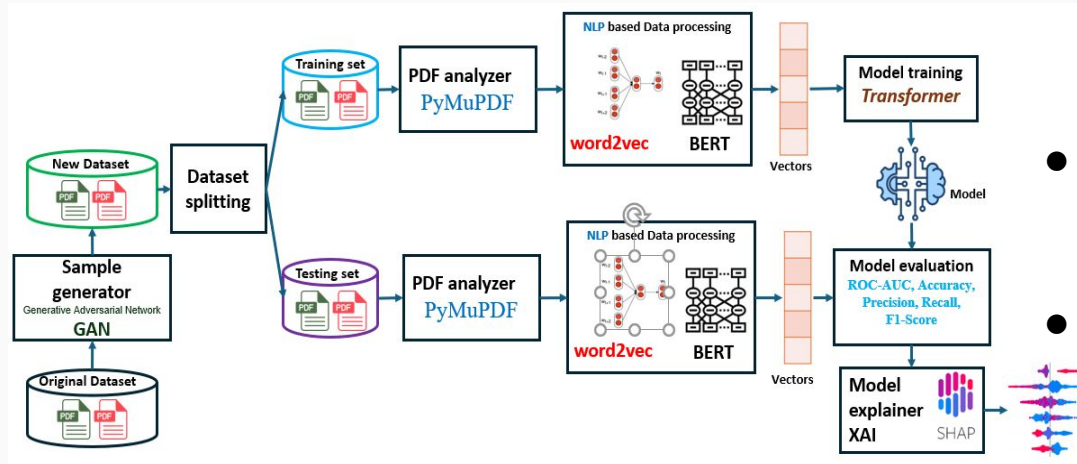 Original Dataset
PDF
PDF
Sample
generator
Generative Adversarial Network
GAN
New Dataset
PDF
PDF
Dataset
splitting
Training set
PDF
PDF
PDF analyzer
PyMuPDF
NLP based Data processing
word2vec
BERT
Vectors
Model training
Transformer
Model
Testing set
PDF
PDF
PDF analyzer
PyMuPDF
NLP based Data processing
word2vec
BERT
Vectors
Model evaluation
ROC-AUC, Accuracy,
Precision, Recall,
F1-Score
Model
explainer
XAI
SHAP